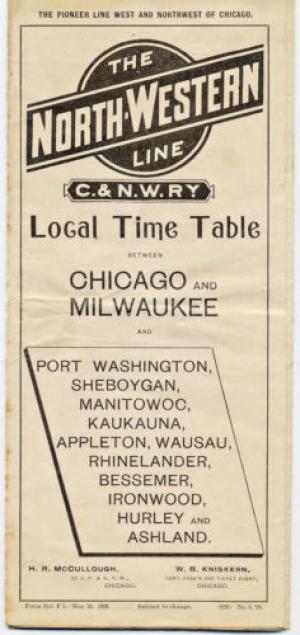 THE PIONEER LINE WEST AND NORTHWEST OF CHICAGO.
THE
NORTH-WESTERN
LINE
C. & N.W. RY
Local Time Table
BETWEEN
CHICAGO AND
MILWAUKEE
AND
PORT WASHINGTON,
SHEBOYGAN,
MANITOWOC,
KAUKAUNA,
APPLETON, WAUSAU,
RHINELANDER,
BESSEMER,
IRONWOOD,
HURLEY AND
ASHLAND.
H. R. McCULLOUGH, W. B. KNISKERN,
CHICAGO. CHICAGO.
Subject to change.